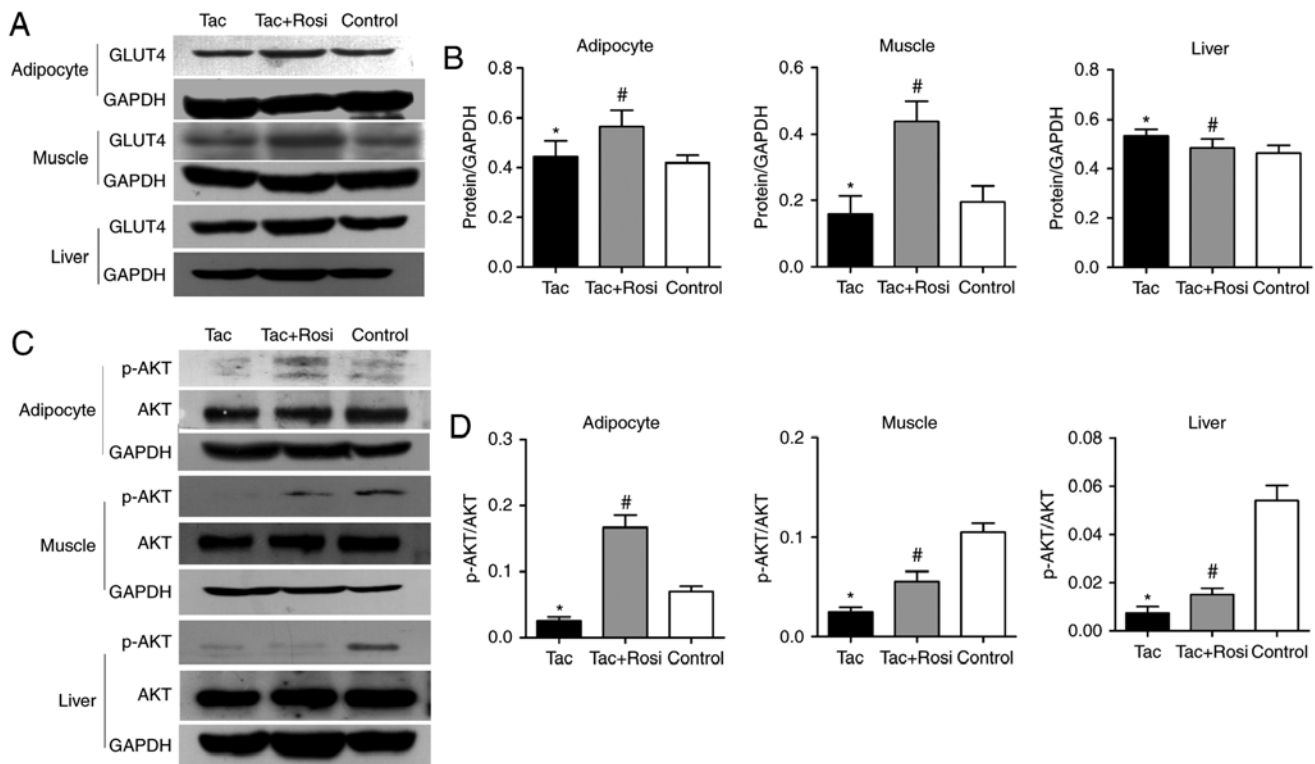 A
Tac Tac+Rosi Control
Adipocyte
GLUT4
GAPDH
Muscle
GLUT4
GAPDH
Liver
GLUT4
GAPDH
B
Adipocyte
Protein/GAPDH
0.8
0.6
0.4
0.2
0.0
*
#
Tac Tac+Rosi Control
Muscle
Protein/GAPDH
0.6
0.4
0.2
0.0
*
#
Tac Tac+Rosi Control
Liver
Protein/GAPDH
0.8
0.6
0.4
0.2
0.0
*
#
Tac Tac+Rosi Control
C
Tac Tac+Rosi Control
Adipocyte
p-AKT
AKT
GAPDH
Muscle
p-AKT
AKT
GAPDH
Liver
p-AKT
AKT
GAPDH
D
Adipocyte
p-AKT/AKT
0.3
0.2
0.1
0.0
*
#
Tac Tac+Rosi Control
Muscle
p-AKT/AKT
0.2
0.1
0.0
*
#
Tac Tac+Rosi Control
Liver
p-AKT/AKT
0.08
0.06
0.04
0.02
0.00
*
#
Tac Tac+Rosi Control